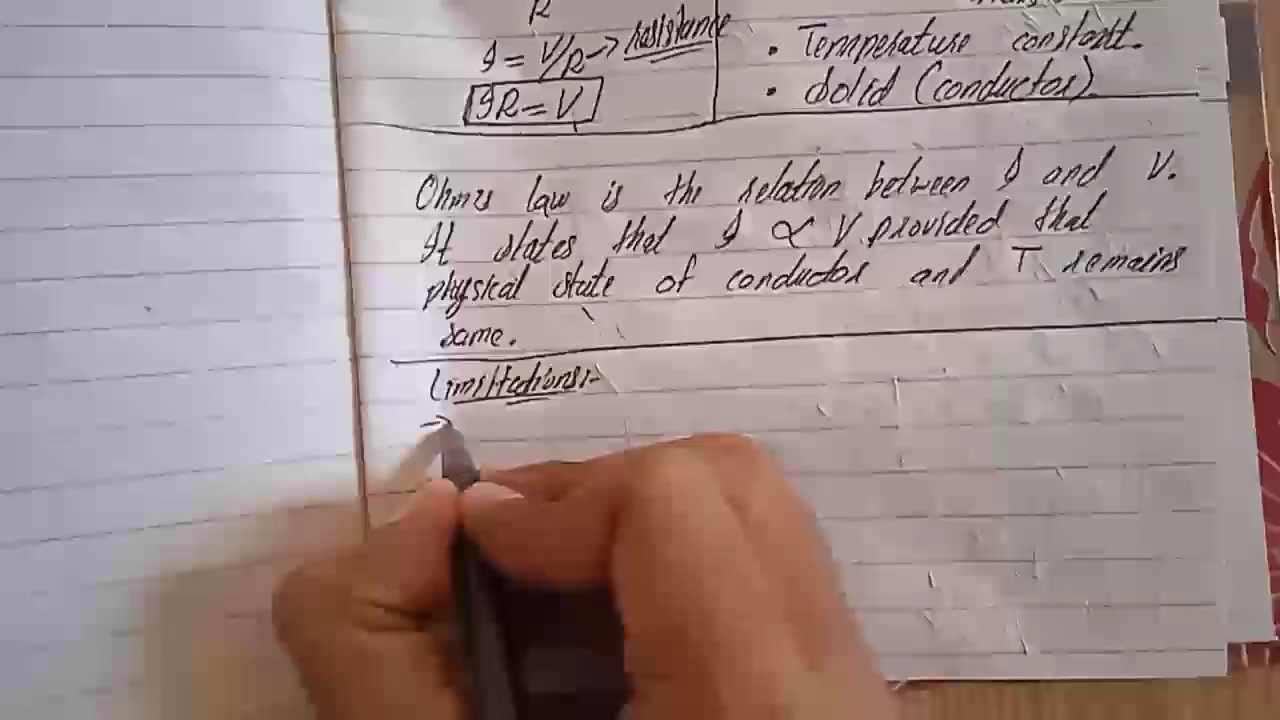 R
I = V/R → resistance
IR = V
• Temperature constant.
• Solid (conductor)
Ohms law is the relation between I and V.
It states that I ∝ V provided that
physical state of conductor and T remains
same.
Limitations:-
→